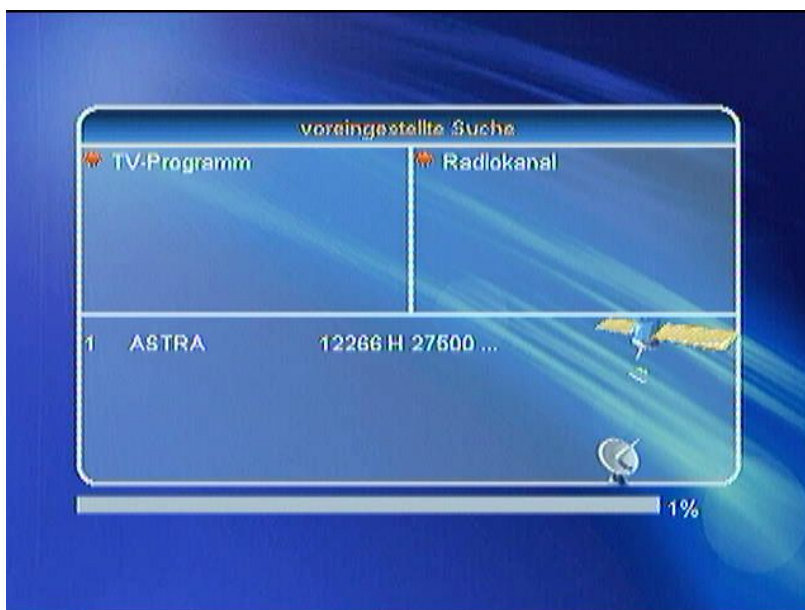 voreingestellte Suche
TV-Programm
Radiokanal
1 ASTRA 12266 H 27500 ...
1%